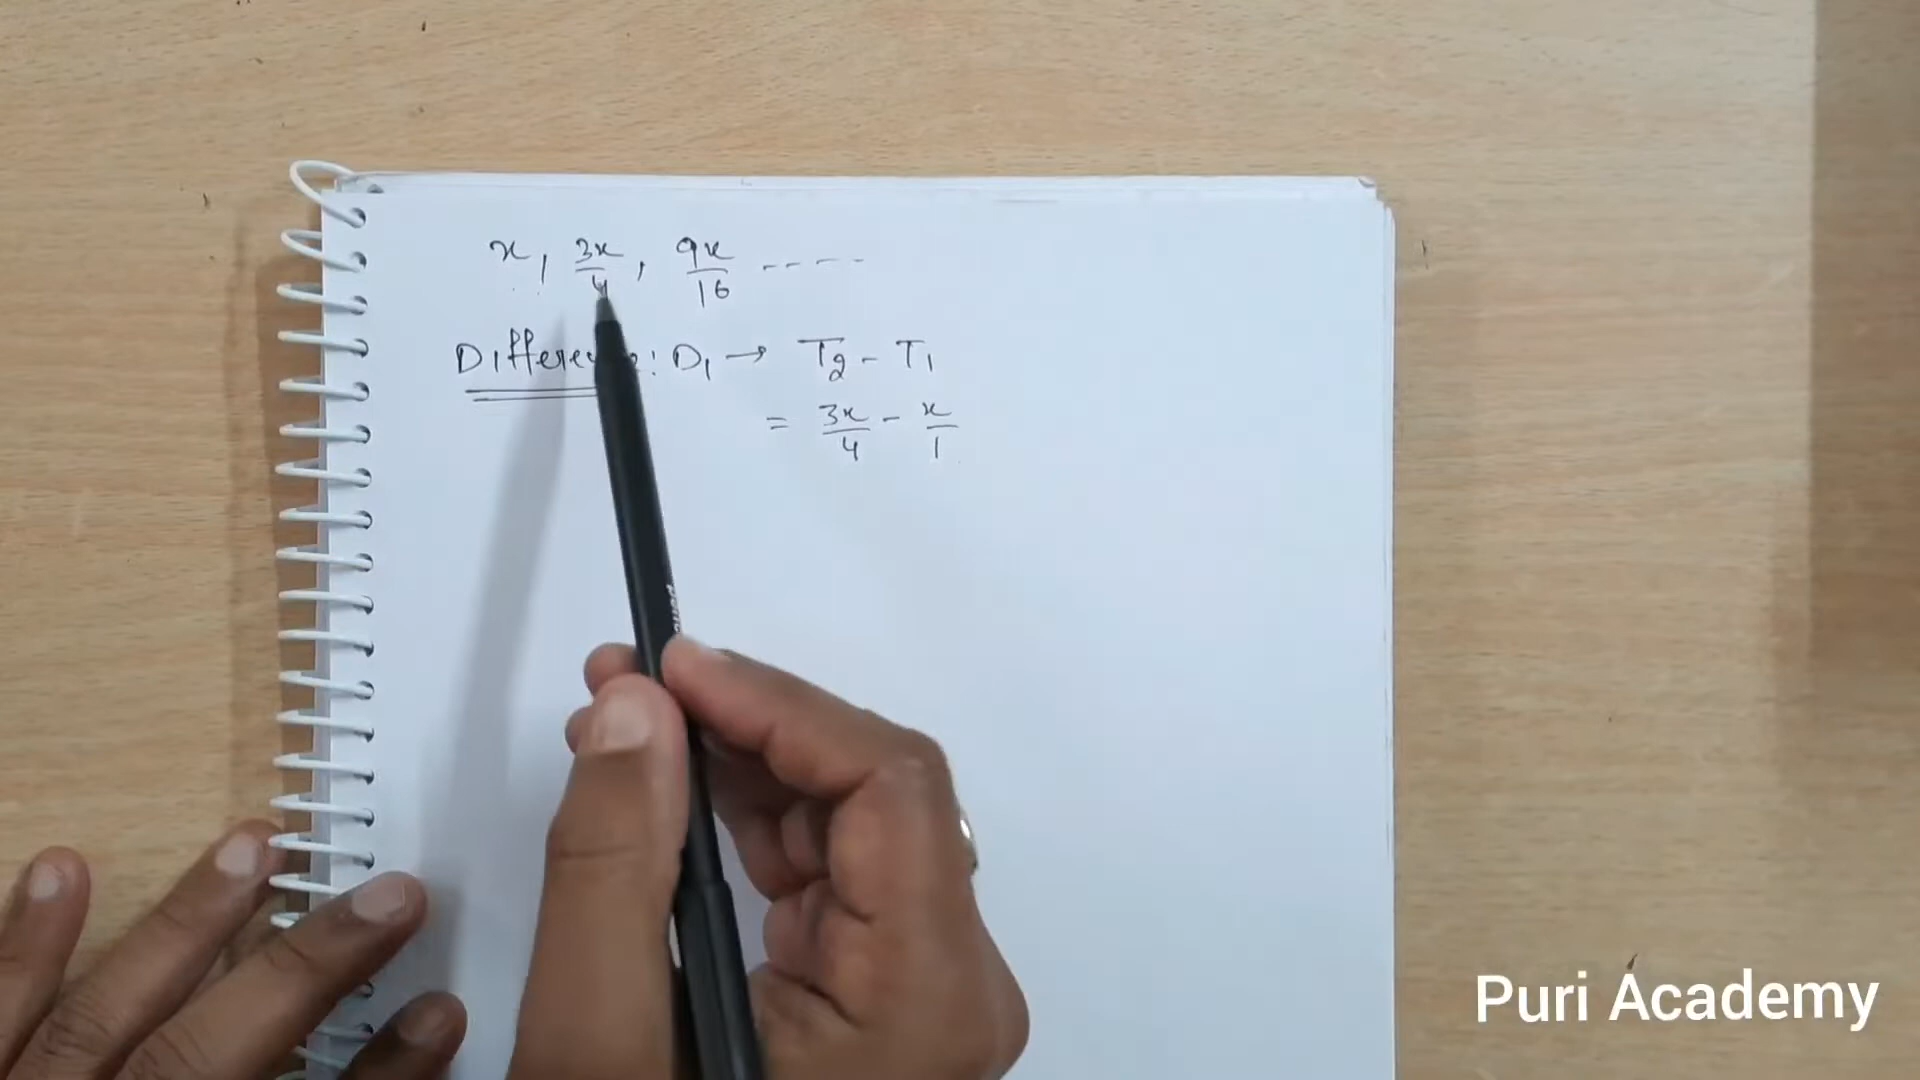 x, 3x/4, 9x/16 ----
Difference: D1 → T2 - T1
= 3x/4 - x/1
Puri Academy